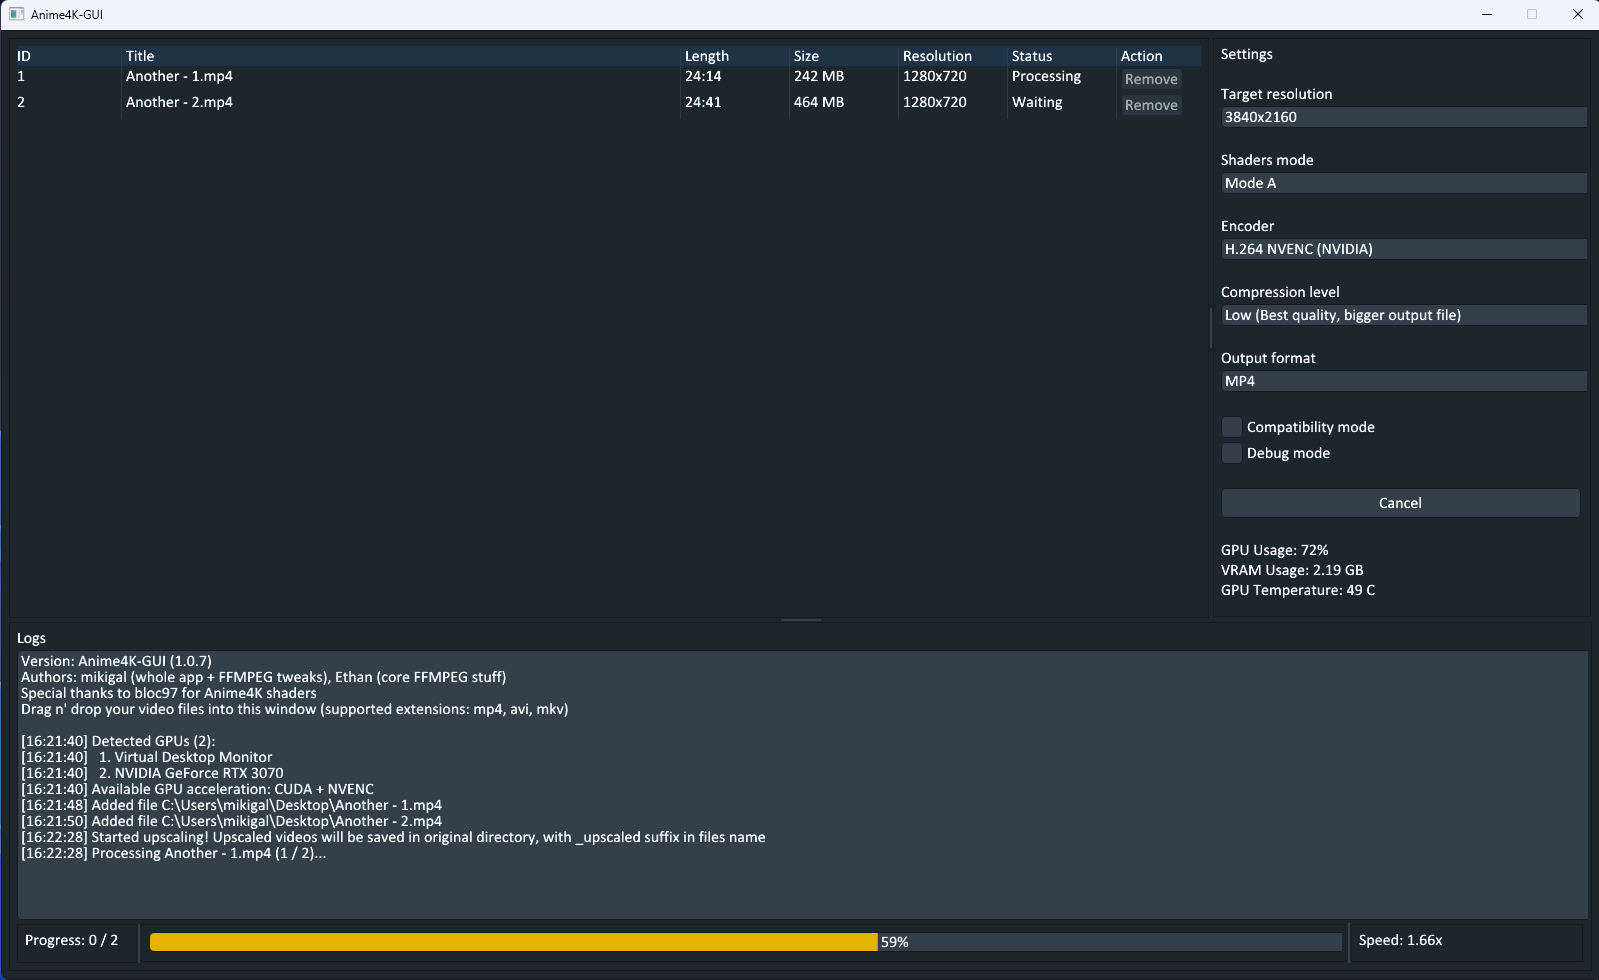 Anime4K-GUI
ID Title Length Size Resolution Status Action
1 Another - 1.mp4 24:14 242 MB 1280x720 Processing Remove
2 Another - 2.mp4 24:41 464 MB 1280x720 Waiting Remove
Settings
Target resolution
3840x2160
Shaders mode
Mode A
Encoder
H.264 NVENC (NVIDIA)
Compression level
Low (Best quality, bigger output file)
Output format
MP4
Compatibility mode
Debug mode
Cancel
GPU Usage: 72%
VRAM Usage: 2.19 GB
GPU Temperature: 49 C
Logs
Version: Anime4K-GUI (1.0.7)
Authors: mikigal (whole app + FFMPEG tweaks), Ethan (core FFMPEG stuff)
Special thanks to bloc97 for Anime4K shaders
Drag n' drop your video files into this window (supported extensions: mp4, avi, mkv)
[16:21:40] Detected GPUs (2):
[16:21:40] 1. Virtual Desktop Monitor
[16:21:40] 2. NVIDIA GeForce RTX 3070
[16:21:40] Available GPU acceleration: CUDA + NVENC
[16:21:48] Added file C:\Users\mikigal\Desktop\Another - 1.mp4
[16:21:50] Added file C:\Users\mikigal\Desktop\Another - 2.mp4
[16:22:28] Started upscaling! Upscaled videos will be saved in original directory, with _upscaled suffix in files name
[16:22:28] Processing Another - 1.mp4 (1 / 2)...
Progress: 0 / 2 59% Speed: 1.66x